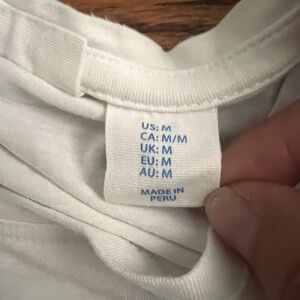 US: M
CA: M/M
UK: M
EU: M
AU: M
MADE IN
PERU